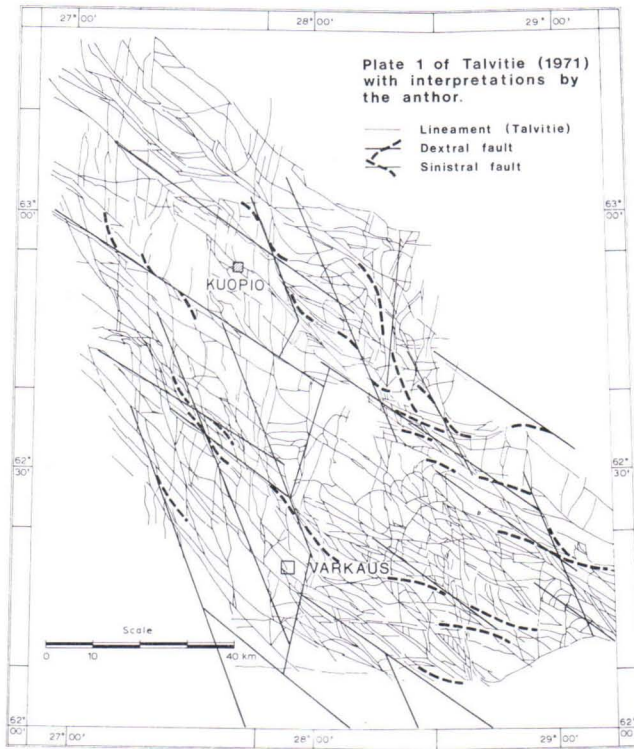 27° 00'
28° 00'
29° 00'
Plate 1 of Talvitie (1971)
with interpretations by
the anthor.
Lineament (Talvitie)
Dextral fault
Sinistral fault
63° 00'
63° 00'
KUOPIO
62° 30'
62° 30'
VARKAUS
Scale
0 10 20 40 km
62° 00'
62° 00'
27° 00'
28° 00'
29° 00'